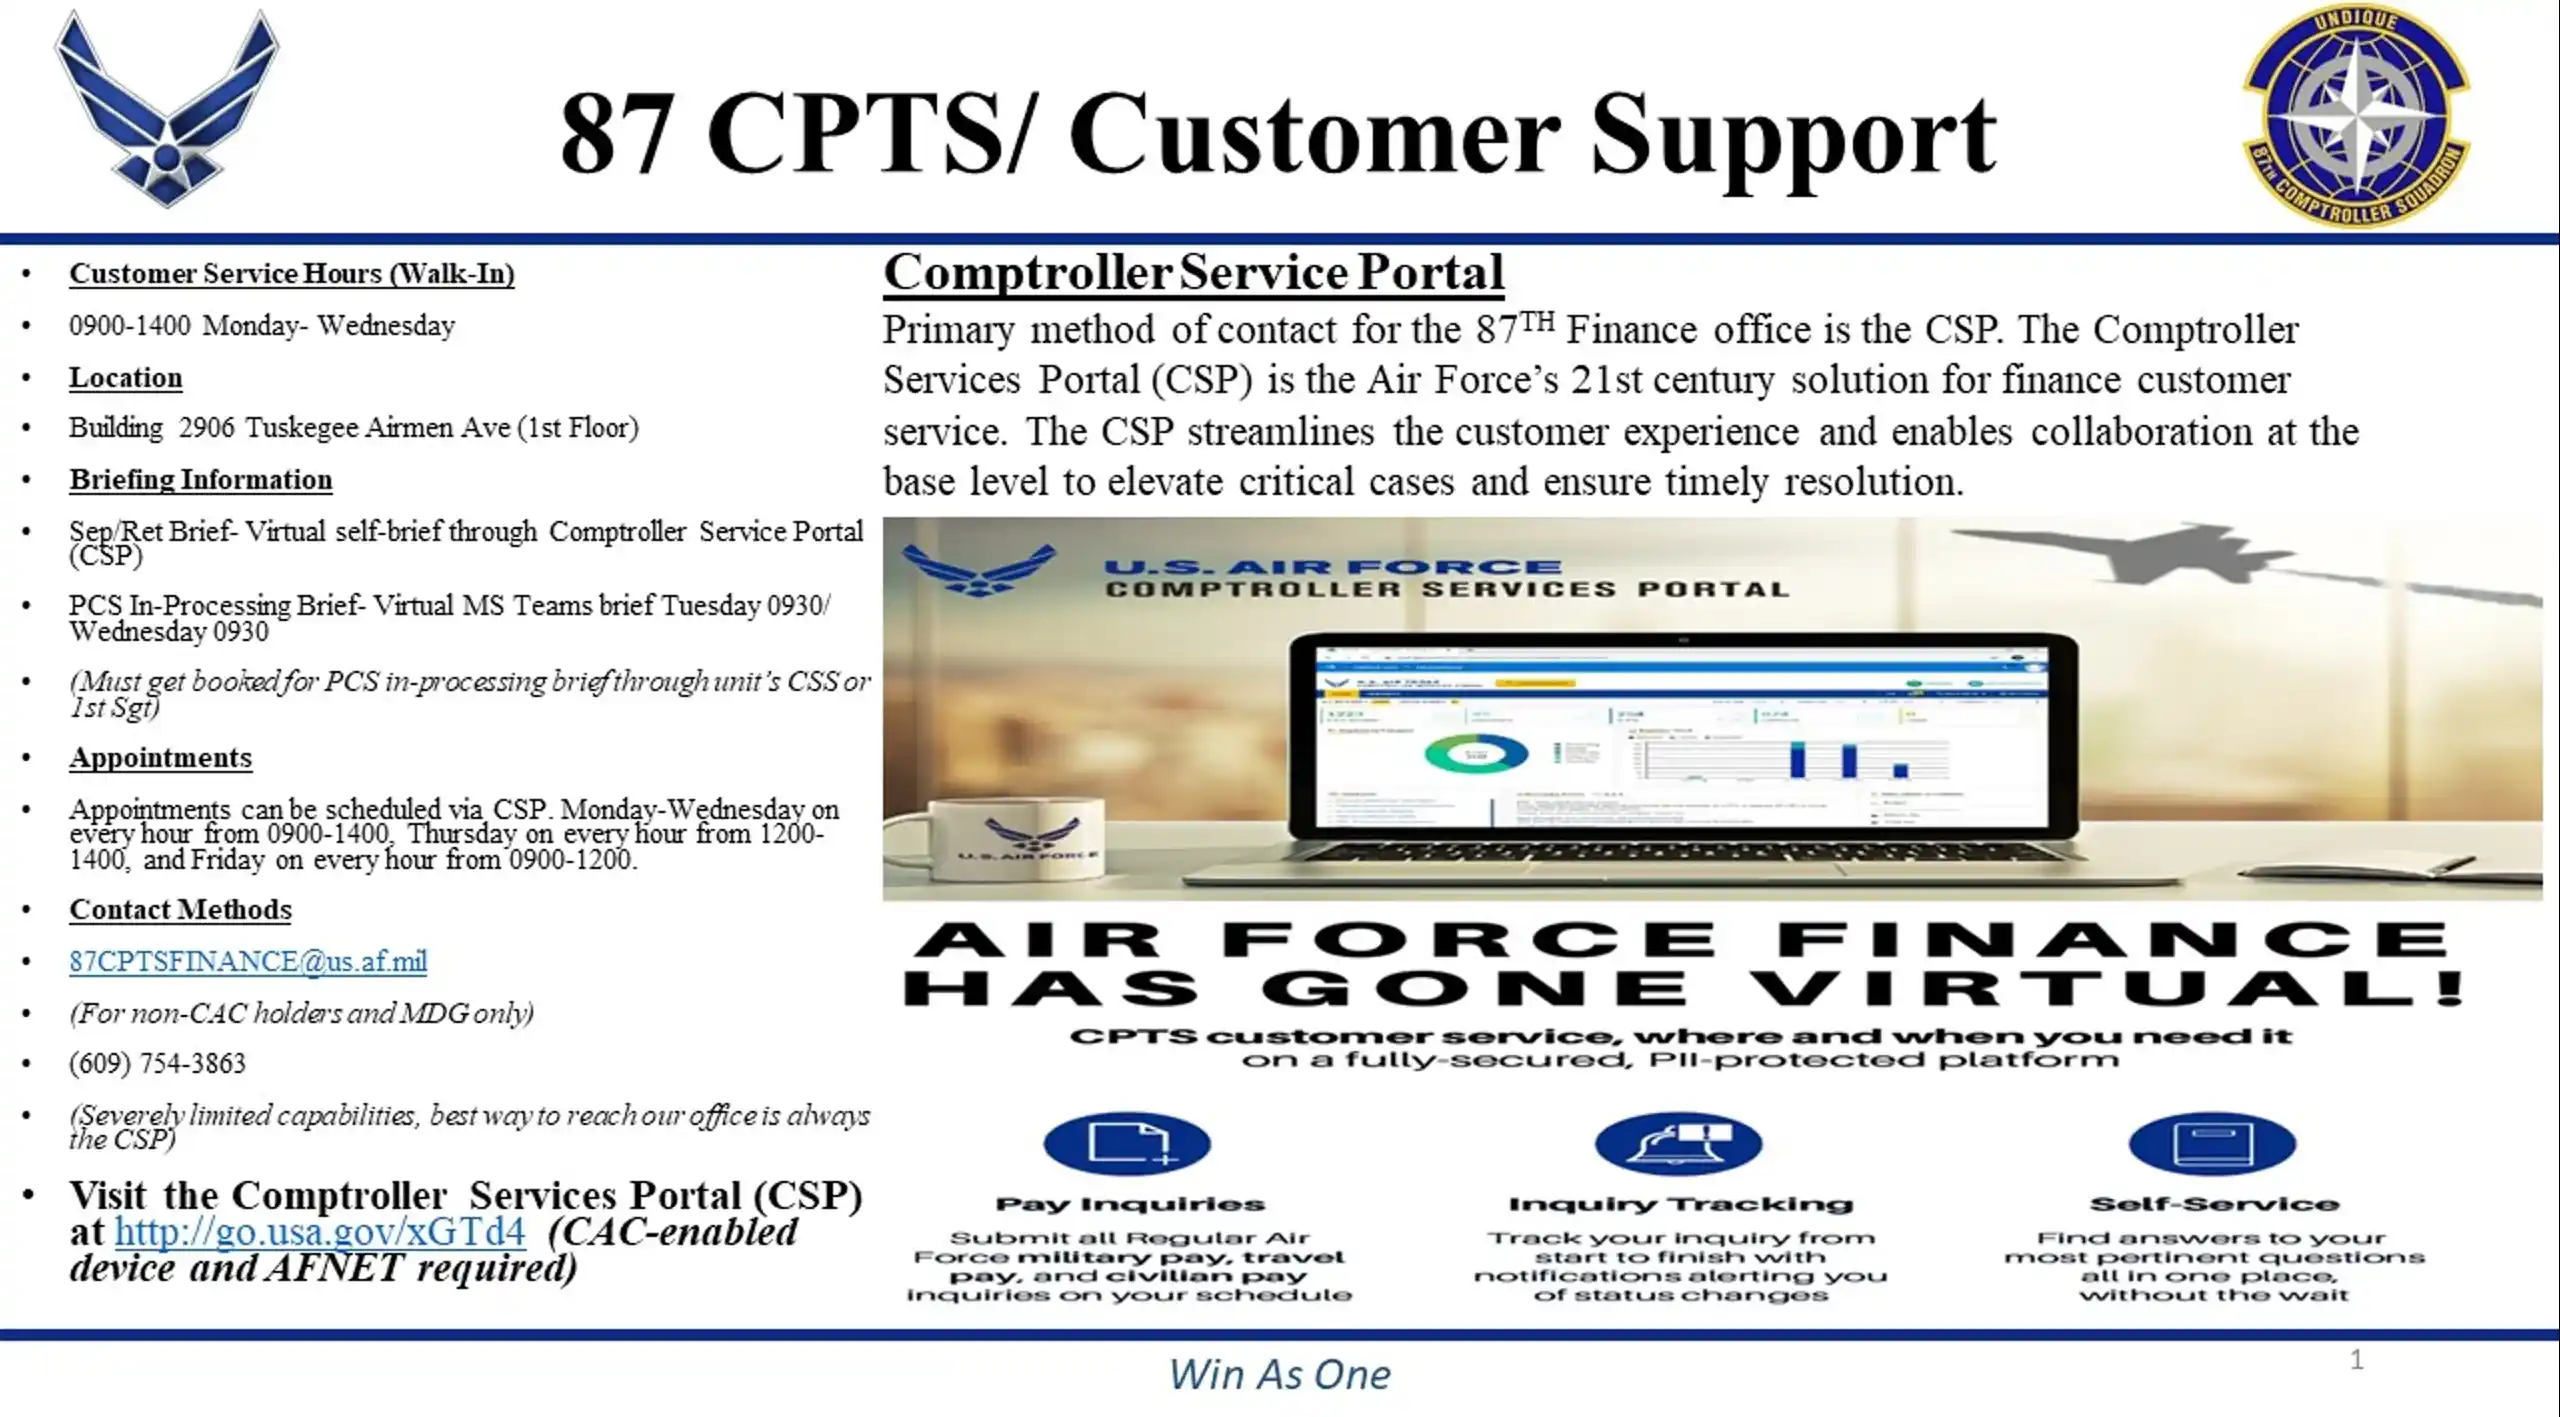 UNDIQUE
87 CPTS/ Customer Support
87TH COMPTROLLER SQUADRON
• Customer Service Hours (Walk-In)
• 0900-1400 Monday- Wednesday
• Location
• Building 2906 Tuskegee Airmen Ave (1st Floor)
• Briefing Information
• Sep/Ret Brief- Virtual self-brief through Comptroller Service Portal
(CSP)
• PCS In-Processing Brief- Virtual MS Teams brief Tuesday 0930/
Wednesday 0930
• (Must get booked for PCS in-processing brief through unit’s CSS or
1st Sgt)
• Appointments
• Appointments can be scheduled via CSP. Monday-Wednesday on
every hour from 0900-1400, Thursday on every hour from 1200-
1400, and Friday on every hour from 0900-1200.
• Contact Methods
• 87CPTSFINANCE@us.af.mil
• (For non-CAC holders and MDG only)
• (609) 754-3863
• (Severely limited capabilities, best way to reach our office is always
the CSP)
• Visit the Comptroller Services Portal (CSP)
at http://go.usa.gov/xGTd4 (CAC-enabled
device and AFNET required)
Comptroller Service Portal
Primary method of contact for the 87TH Finance office is the CSP. The Comptroller
Services Portal (CSP) is the Air Force’s 21st century solution for finance customer
service. The CSP streamlines the customer experience and enables collaboration at the
base level to elevate critical cases and ensure timely resolution.
U.S. AIR FORCE
COMPTROLLER SERVICES PORTAL
U.S. AIR FORCE
AIR FORCE FINANCE
HAS GONE VIRTUAL!
CPTS customer service, where and when you need it
on a fully-secured, PII-protected platform
Pay Inquiries
Submit all Regular Air
Force military pay, travel
pay, and civilian pay
inquiries on your schedule
Inquiry Tracking
Track your inquiry from
start to finish with
notifications alerting you
of status changes
Self-Service
Find answers to your
most pertinent questions
all in one place,
without the wait
Win As One
1